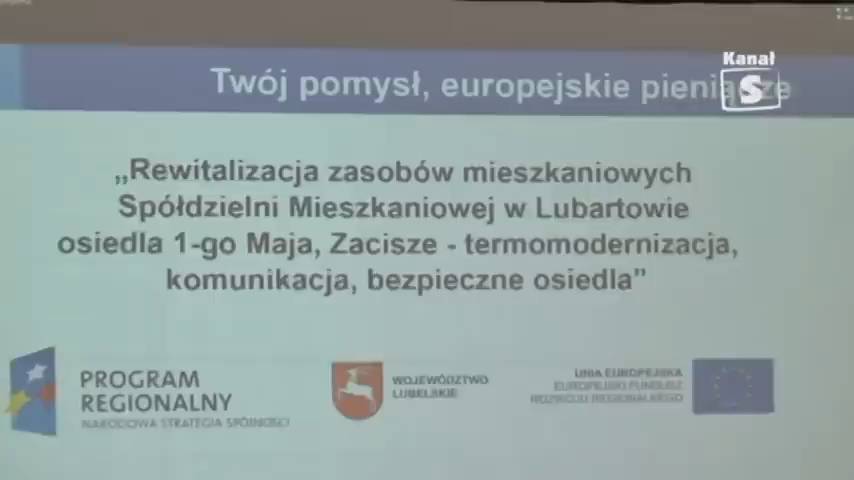 Twój pomysł, europejskie pieniądze
Kanał
S
„Rewitalizacja zasobów mieszkaniowych
Spółdzielni Mieszkaniowej w Lubartowie
osiedla 1-go Maja, Zacisze - termomodernizacja,
komunikacja, bezpieczne osiedla”
PROGRAM
REGIONALNY
NARODOWA STRATEGIA SPÓJNOŚCI
WOJEWÓDZTWO
LUBELSKIE
UNIA EUROPEJSKA
EUROPEJSKI FUNDUSZ
ROZWOJU REGIONALNEGO